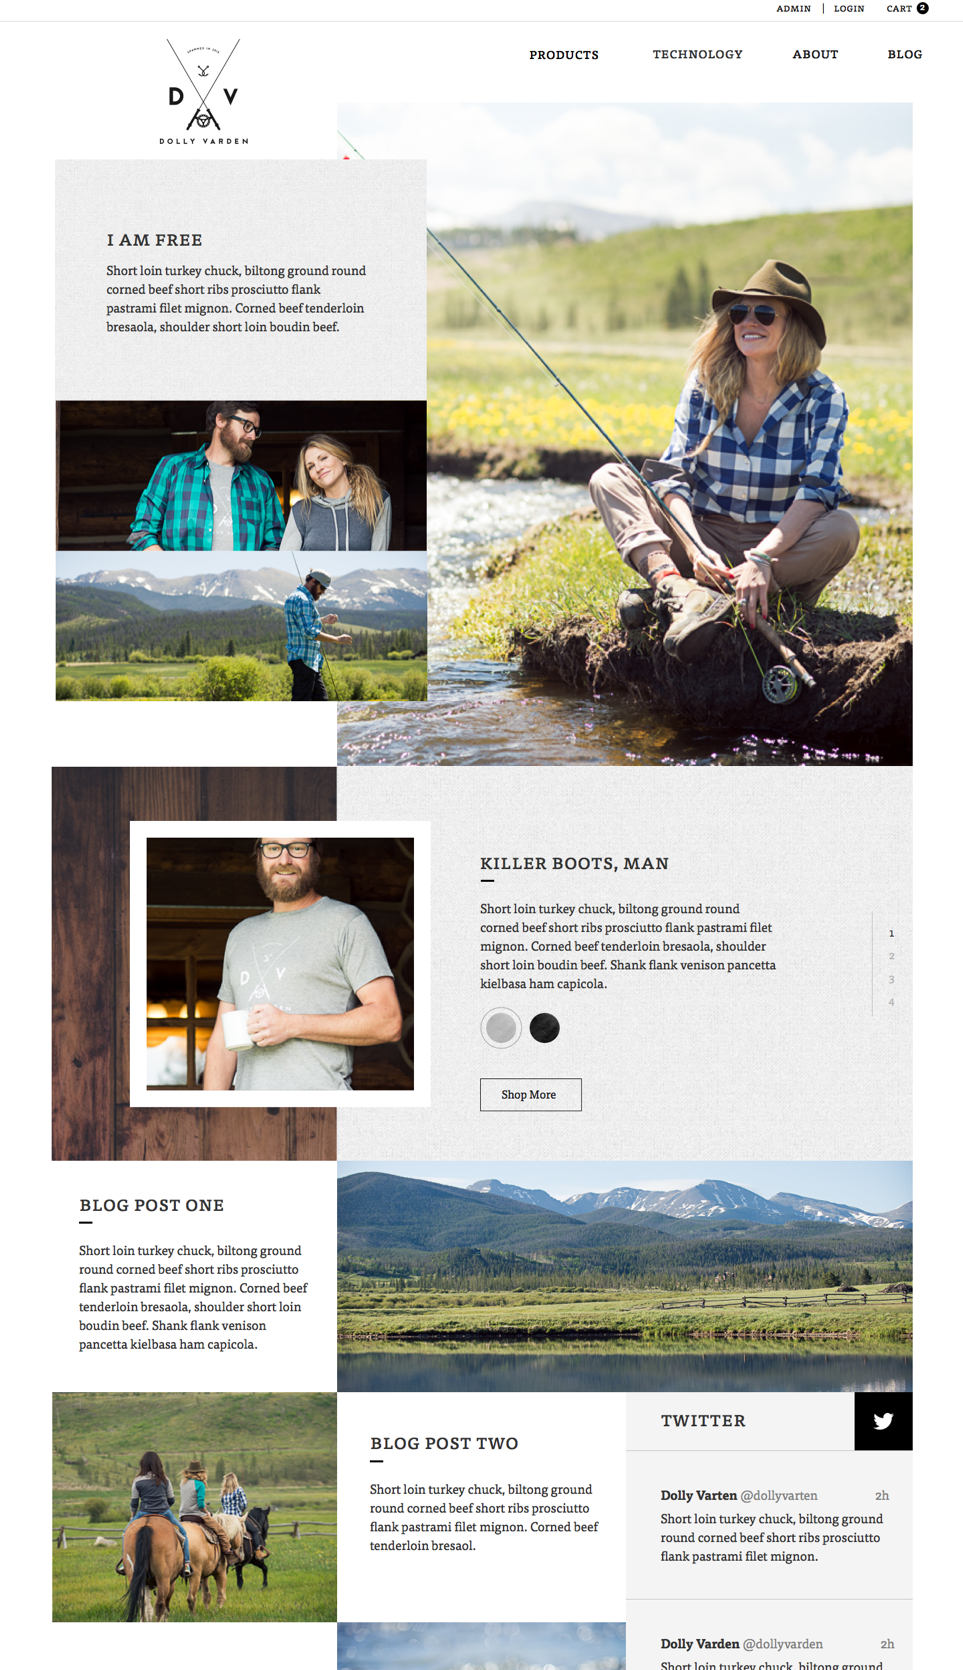 ADMIN | LOGIN CART 2
PRODUCTS TECHNOLOGY ABOUT BLOG
D V
DOLLY VARDEN
I AM FREE
Short loin turkey chuck, biltong ground round
corned beef short ribs prosciutto flank
pastrami filet mignon. Corned beef tenderloin
bresaola, shoulder short loin boudin beef.
D V
KILLER BOOTS, MAN
Short loin turkey chuck, biltong ground round
corned beef short ribs prosciutto flank pastrami filet
mignon. Corned beef tenderloin bresaola, shoulder
short loin boudin beef. Shank flank venison pancetta
kielbasa ham capicola.
1
2
3
4
Shop More
BLOG POST ONE
Short loin turkey chuck, biltong ground
round corned beef short ribs prosciutto
flank pastrami filet mignon. Corned beef
tenderloin bresaola, shoulder short loin
boudin beef. Shank flank venison
pancetta kielbasa ham capicola.
BLOG POST TWO
Short loin turkey chuck, biltong ground
round corned beef short ribs prosciutto
flank pastrami filet mignon. Corned beef
tenderloin bresaol.
TWITTER
Dolly Varten @dollyvarten 2h
Short loin turkey chuck, biltong ground
round corned beef short ribs prosciutto
flank pastrami filet mignon.
Dolly Varden @dollyvarden 2h
Short loin turkey chuck, biltong ground